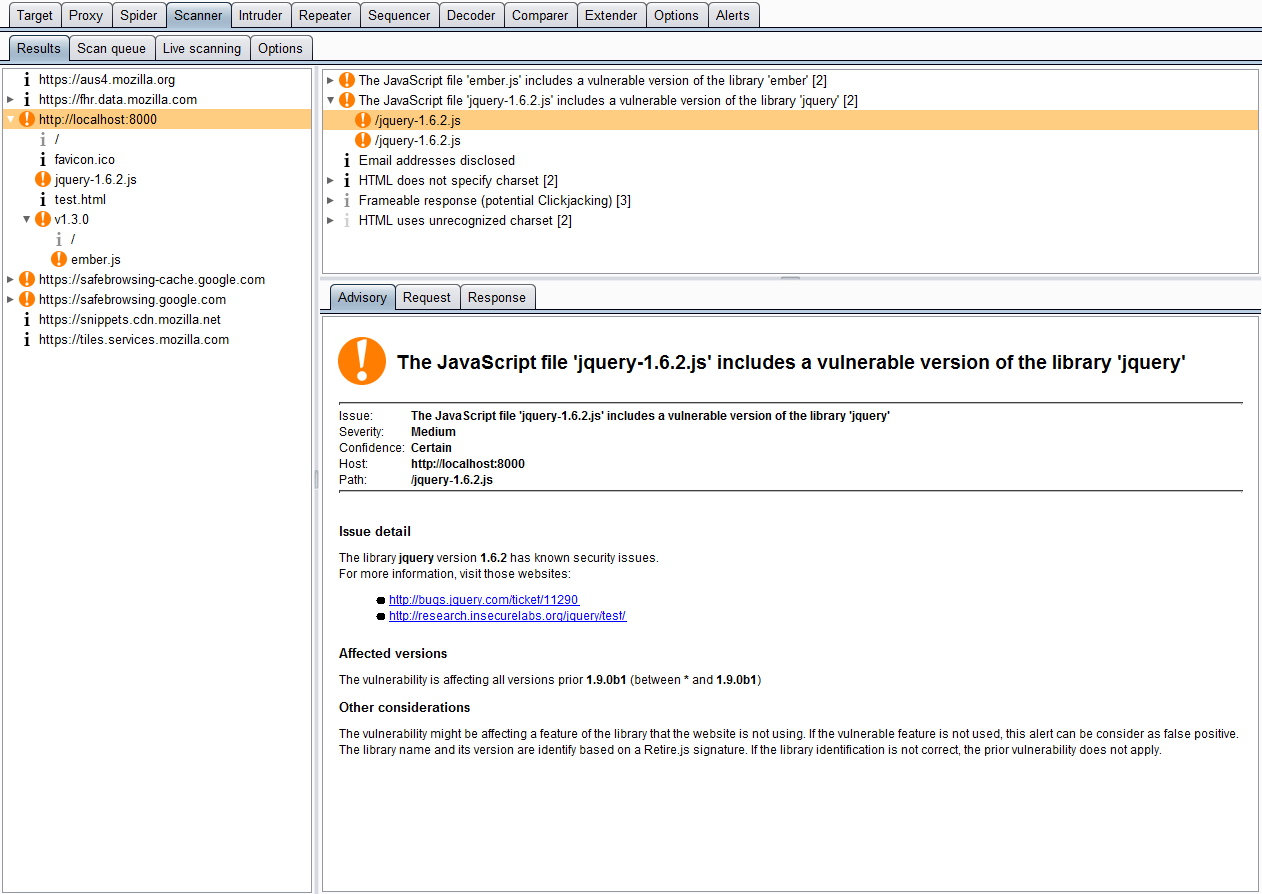 Target Proxy Spider Scanner Intruder Repeater Sequencer Decoder Comparer Extender Options Alerts
Results Scan queue Live scanning Options
https://aus4.mozilla.org
https://fhr.data.mozilla.com
http://localhost:8000
/
favicon.ico
jquery-1.6.2.js
test.html
v1.3.0
/
ember.js
https://safebrowsing-cache.google.com
https://safebrowsing.google.com
https://snippets.cdn.mozilla.net
https://tiles.services.mozilla.com
The JavaScript file 'ember.js' includes a vulnerable version of the library 'ember' [2]
The JavaScript file 'jquery-1.6.2.js' includes a vulnerable version of the library 'jquery' [2]
/jquery-1.6.2.js
/jquery-1.6.2.js
Email addresses disclosed
HTML does not specify charset [2]
Frameable response (potential Clickjacking) [3]
HTML uses unrecognized charset [2]
Advisory Request Response
The JavaScript file 'jquery-1.6.2.js' includes a vulnerable version of the library 'jquery'
Issue: The JavaScript file 'jquery-1.6.2.js' includes a vulnerable version of the library 'jquery'
Severity: Medium
Confidence: Certain
Host: http://localhost:8000
Path: /jquery-1.6.2.js
Issue detail
The library jquery version 1.6.2 has known security issues.
For more information, visit those websites:
http://bugs.jquery.com/ticket/11290
http://research.insecurelabs.org/jquery/test/
Affected versions
The vulnerability is affecting all versions prior 1.9.0b1 (between * and 1.9.0b1)
Other considerations
The vulnerability might be affecting a feature of the library that the website is not using. If the vulnerable feature is not used, this alert can be consider as false positive.
The library name and its version are identify based on a Retire.js signature. If the library identification is not correct, the prior vulnerability does not apply.